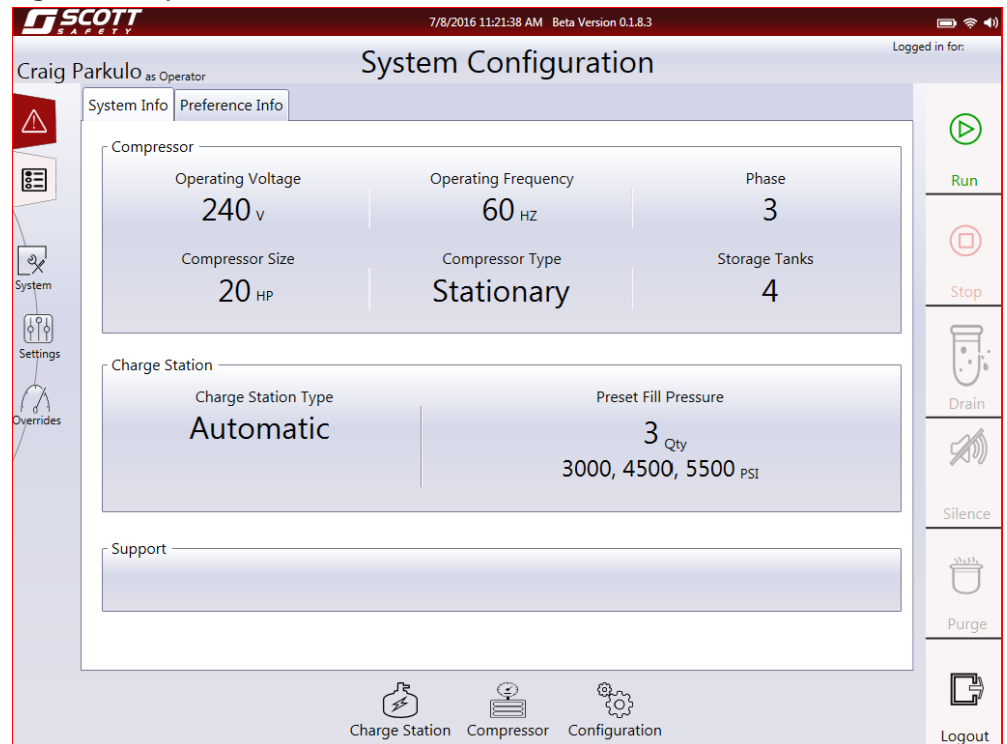 SCOTT
SAFETY
7/8/2016 11:21:38 AM Beta Version 0.1.8.3
Logged in for:
Craig Parkulo as Operator
System Configuration
System Info
Preference Info
Compressor
Operating Voltage
240 V
Operating Frequency
60 HZ
Phase
3
Compressor Size
20 HP
Compressor Type
Stationary
Storage Tanks
4
Charge Station
Charge Station Type
Automatic
Preset Fill Pressure
3 Qty
3000, 4500, 5500 PSI
Support
System
Settings
Overrides
Run
Stop
Drain
Silence
Purge
Logout
Charge Station
Compressor
Configuration